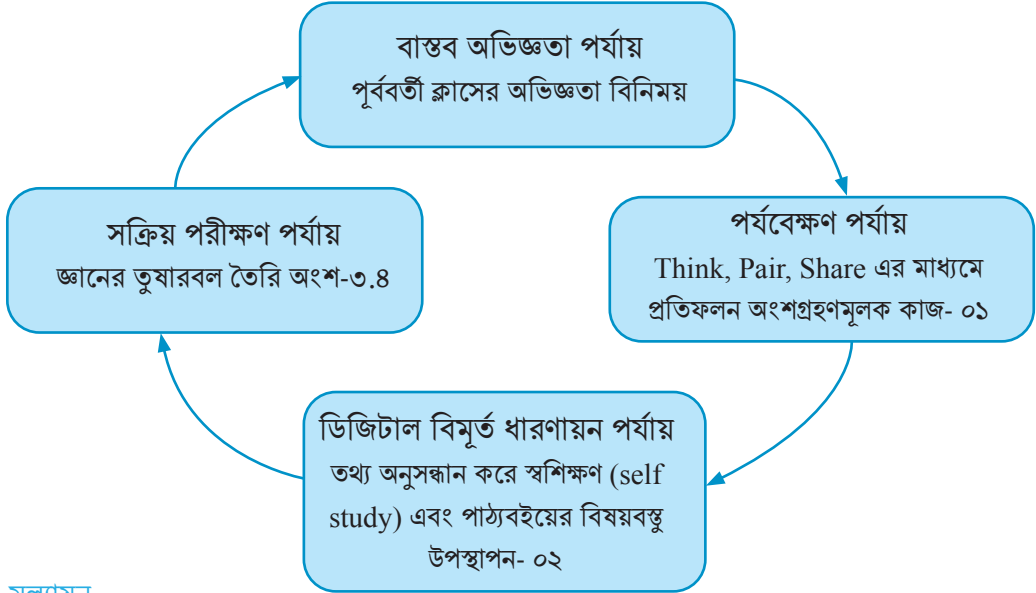 বাস্তব অভিজ্ঞতা পর্যায়
পূর্ববর্তী ক্লাসের অভিজ্ঞতা বিনিময়
পর্যবেক্ষণ পর্যায়
Think, Pair, Share এর মাধ্যমে
প্রতিফলন অংশগ্রহণমূলক কাজ- ০১
ডিজিটাল বিমূর্ত ধারণায়ন পর্যায়
তথ্য অনুসন্ধান করে স্বশিক্ষণ (self
study) এবং পাঠ্যবইয়ের বিষয়বস্তু
উপস্থাপন- ০২
সক্রিয় পরীক্ষণ পর্যায়
জ্ঞানের তুষারবল তৈরি অংশ-৩.৪